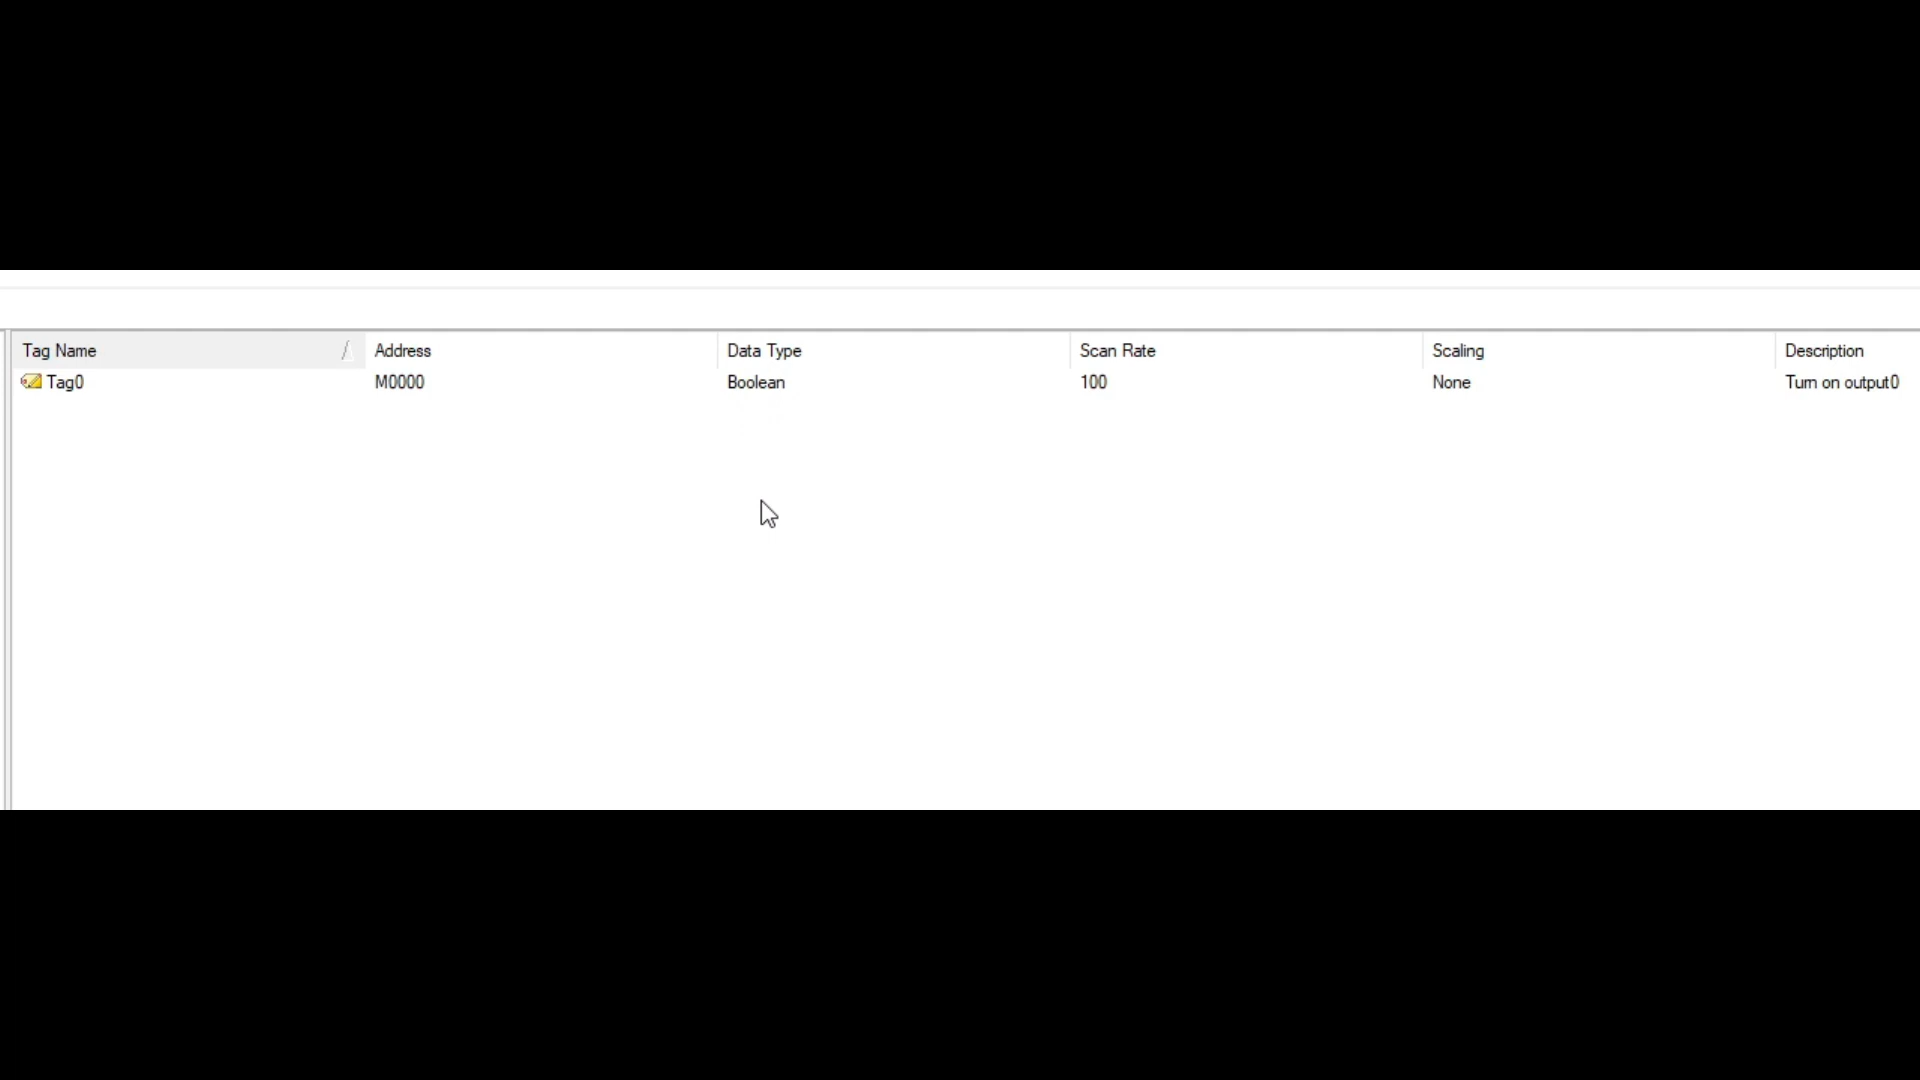 Tag Name Address Data Type Scan Rate Scaling Description
Tag0 M0000 Boolean 100 None Turn on output0